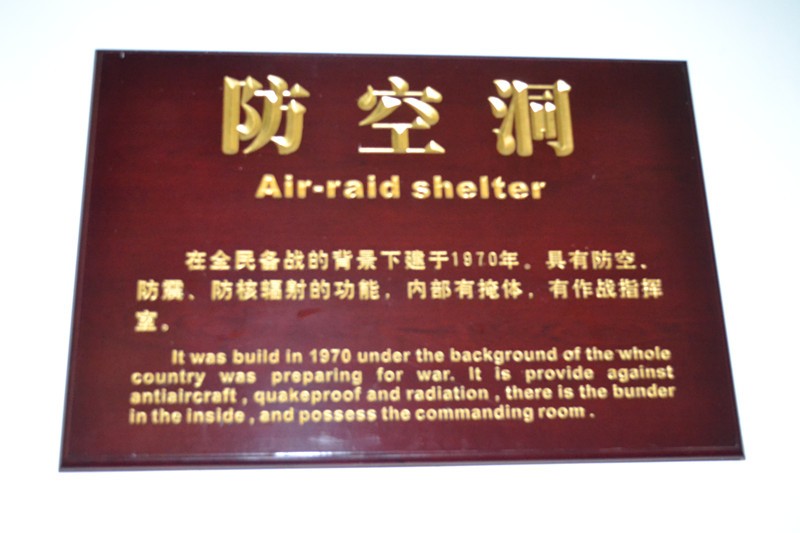 防空洞
Air-raid shelter
在全民备战的背景下建于1970年。具有防空、
防震、防核辐射的功能，内部有掩体，有作战指挥
室。
It was build in 1970 under the background of the whole
country was preparing for war. It is provide against
antiaircraft , quakeproof and radiation , there is the bunder
in the inside , and possess the commanding room .